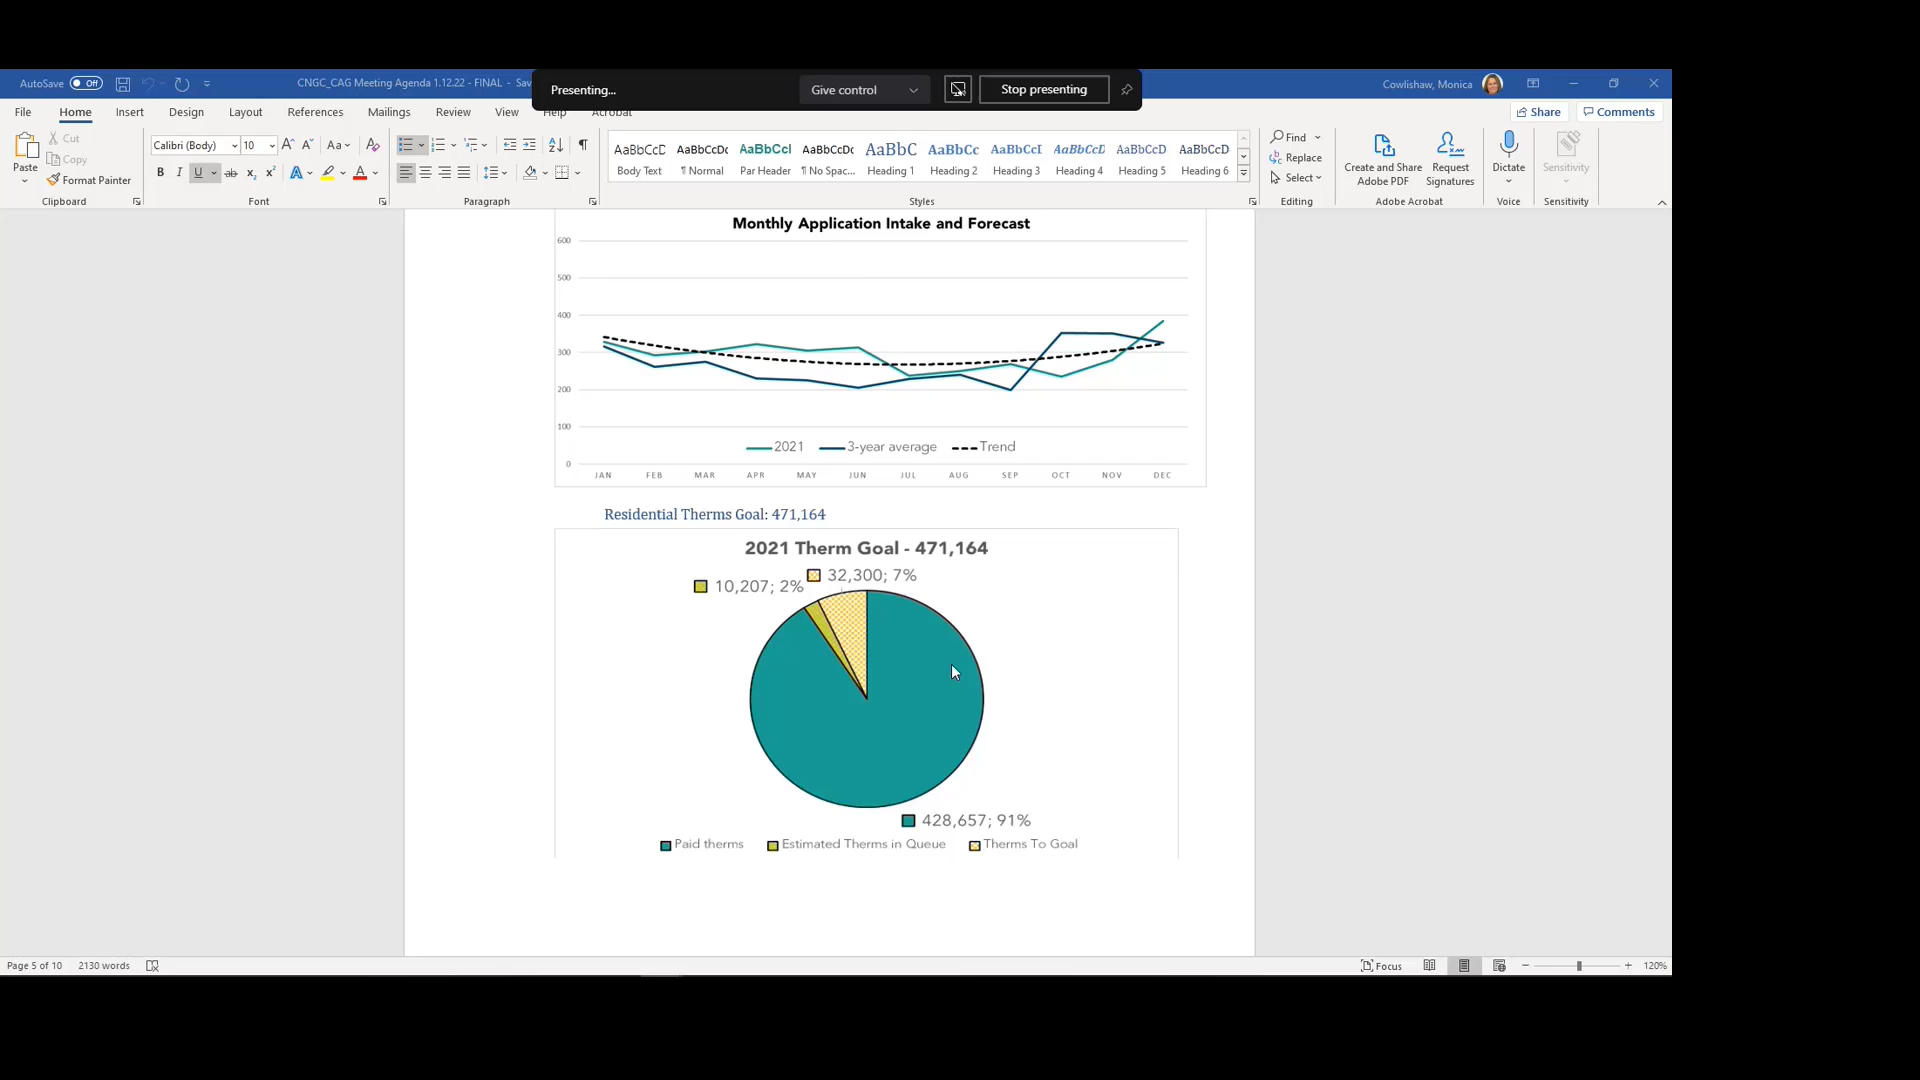 AutoSave Off CNGC_CAG Meeting Agenda 1.12.22 - FINAL - Sav Presenting... Give control Stop presenting Cowlishaw, Monica
File Home Insert Design Layout References Mailings Review View Help Acrobat Share Comments
Paste Cut Copy Format Painter
Calibri (Body) 10
AaBbCcD AaBbCcDc AaBbCcI AaBbCcDc AaBbC AaBbCc AaBbCcI AaBbCcD AaBbCcD AaBbCcD
Body Text ¶ Normal Par Header ¶ No Spac... Heading 1 Heading 2 Heading 3 Heading 4 Heading 5 Heading 6
Find Replace Select
Create and Share Adobe PDF Request Signatures Dictate Sensitivity
Clipboard Font Paragraph Styles Editing Adobe Acrobat Voice Sensitivity
Monthly Application Intake and Forecast
600
500
400
300
200
100
0
2021 3-year average Trend
JAN FEB MAR APR MAY JUN JUL AUG SEP OCT NOV DEC
Residential Therms Goal: 471,164
2021 Therm Goal - 471,164
10,207; 2% 32,300; 7%
428,657; 91%
Paid therms Estimated Therms in Queue Therms To Goal
Page 5 of 10 2130 words Focus 120%